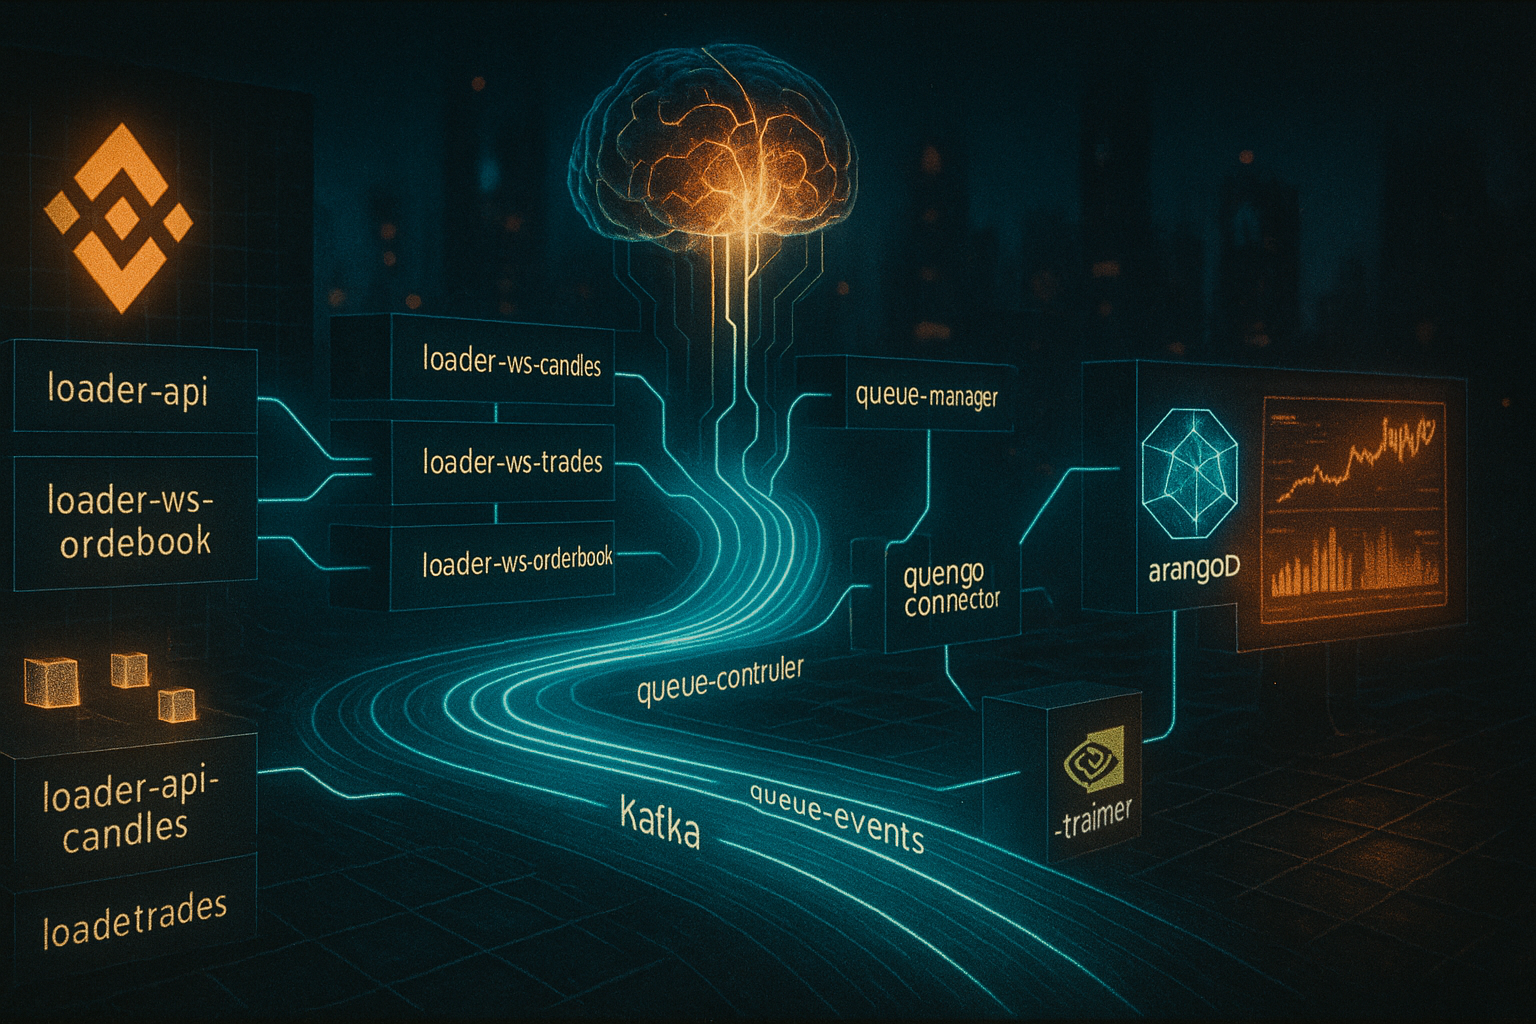 loader-api
loader-ws-
ordebook
loader-api-
candles
loadetrades
loader-ws-candles
loader-ws-trades
loader-ws-orderbook
queue-manager
quengo
connector
queue-contruler
Kafka
queue-events
arangoD
-traimer